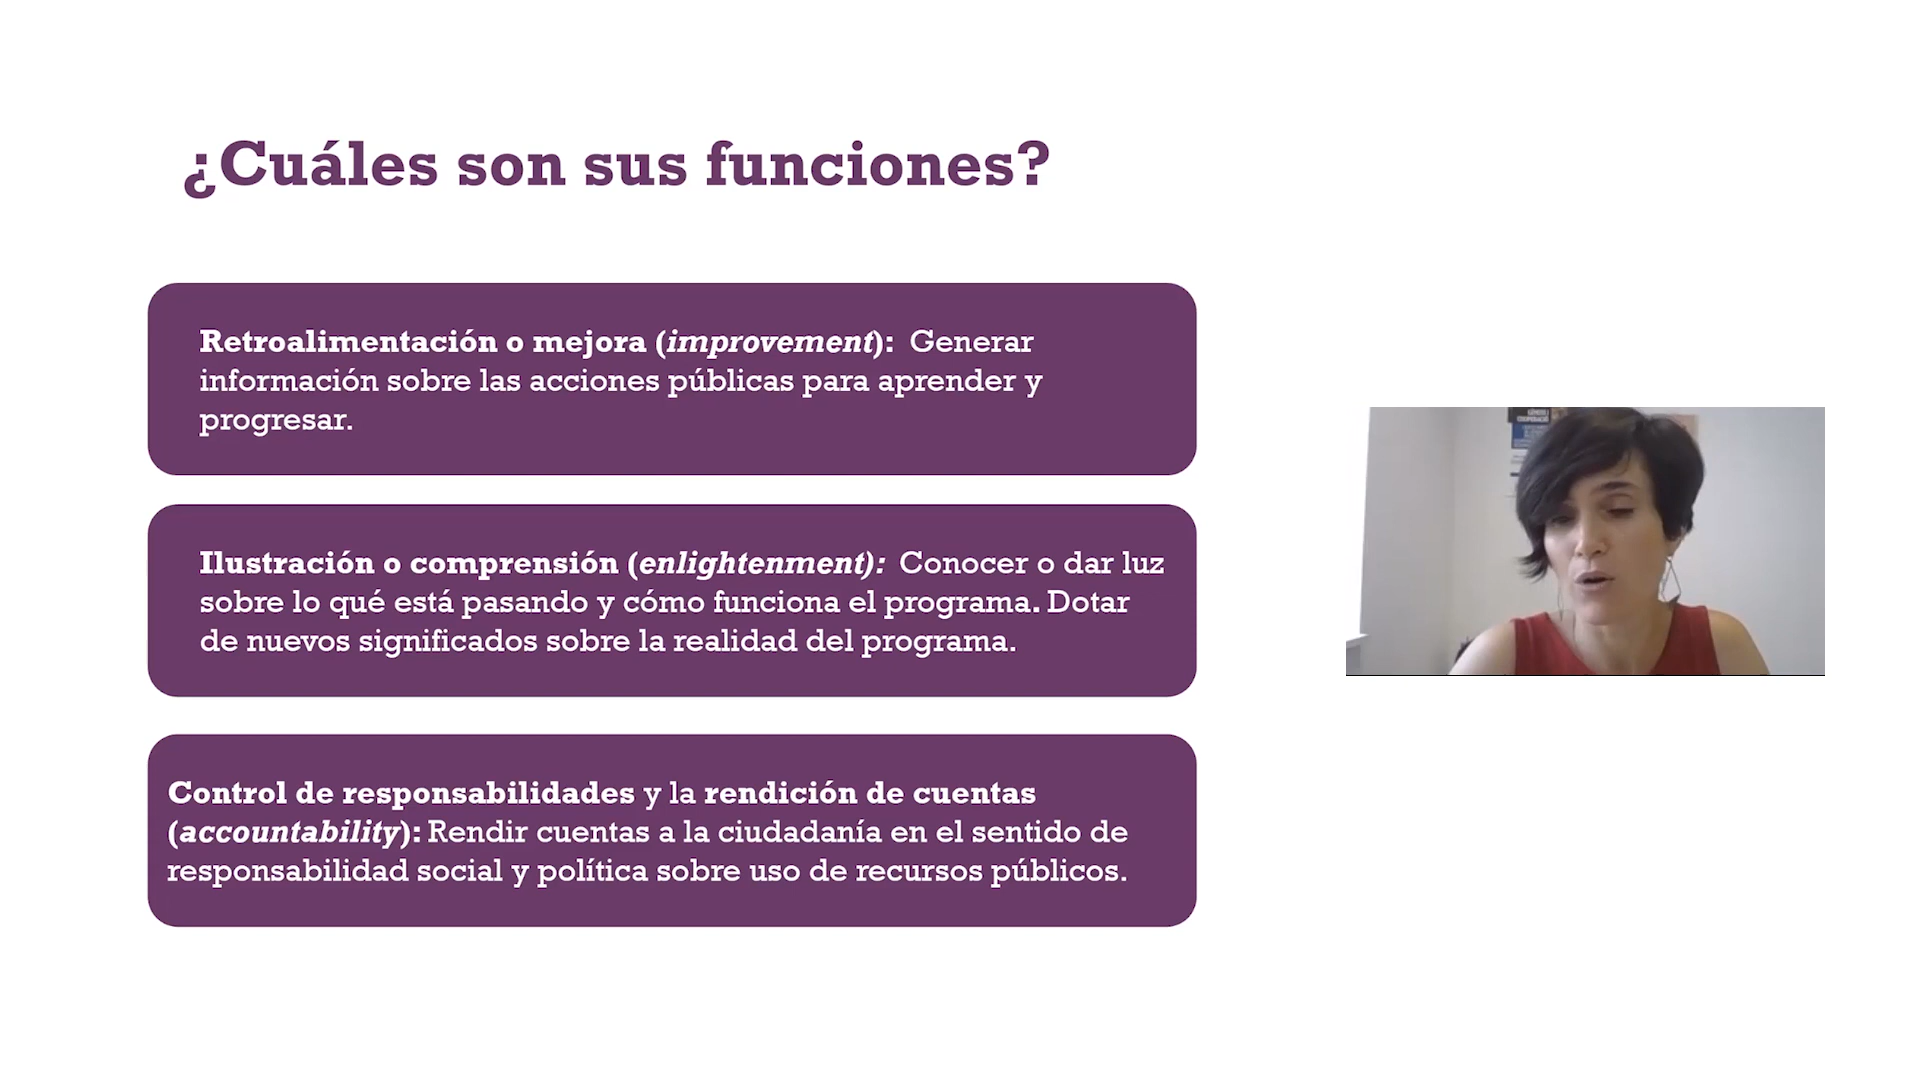 ¿Cuáles son sus funciones?
Retroalimentación o mejora (improvement): Generar
información sobre las acciones públicas para aprender y
progresar.
Ilustración o comprensión (enlightenment): Conocer o dar luz
sobre lo qué está pasando y cómo funciona el programa. Dotar
de nuevos significados sobre la realidad del programa.
Control de responsabilidades y la rendición de cuentas
(accountability): Rendir cuentas a la ciudadanía en el sentido de
responsabilidad social y política sobre uso de recursos públicos.